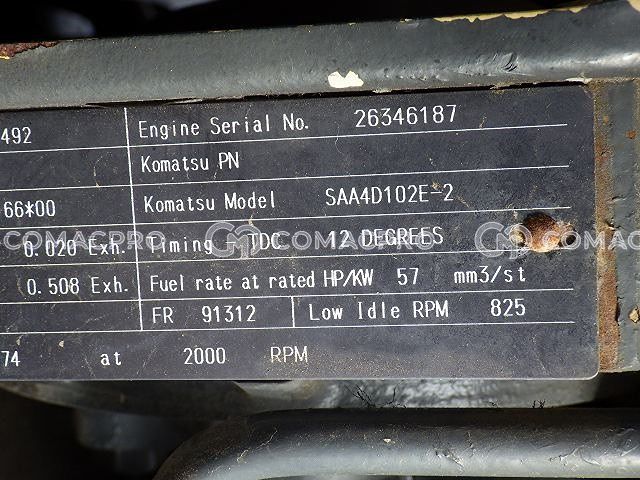 492 Engine Serial No. 26346187
Komatsu PN
66*00 Komatsu Model SAA4D102E-2
0.020 Exh. Timing TDC 12 DEGREES
0.508 Exh. Fuel rate at rated HP/KW 57 mm3/st
FR 91312 Low Idle RPM 825
74 at 2000 RPM
COMACPRO COMACPRO COMACPRO